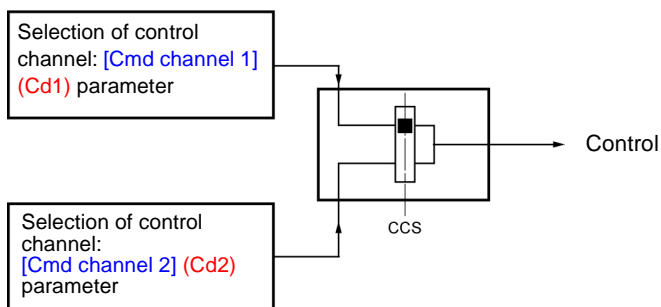 Selection of control
channel: [Cmd channel 1]
(Cd1) parameter
Control
Selection of control
channel:
[Cmd channel 2] (Cd2)
parameter
CCS